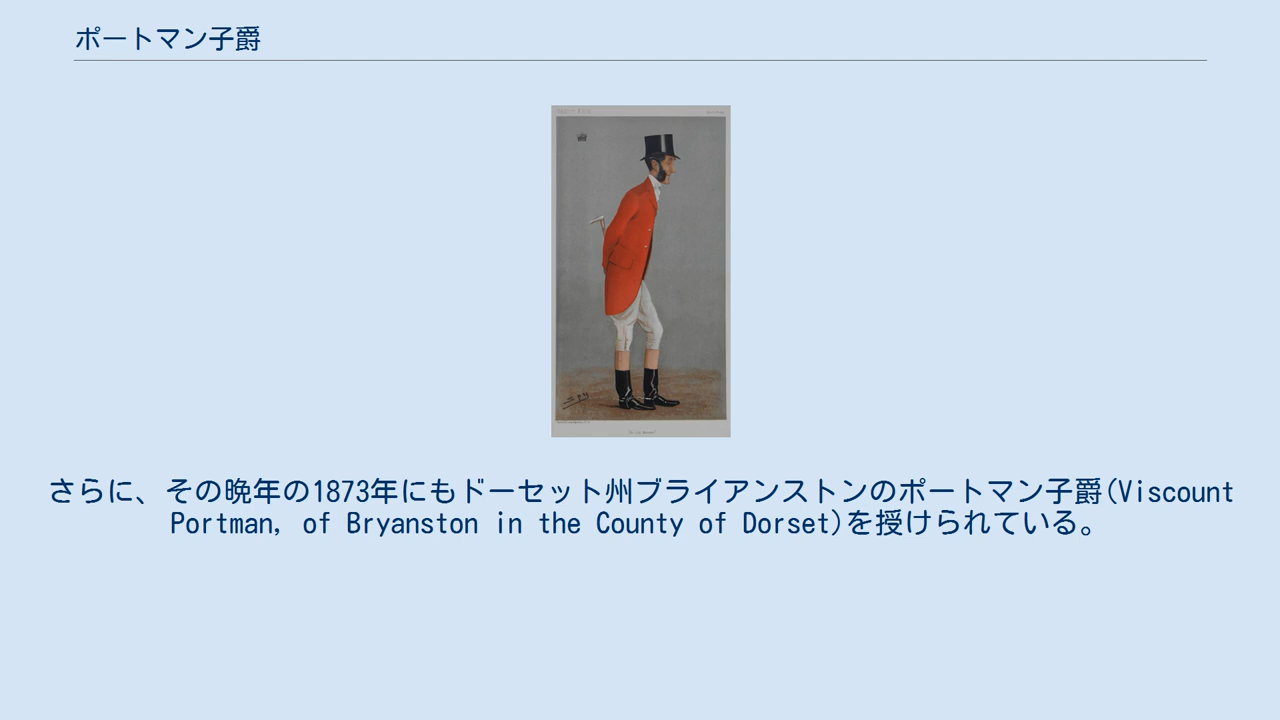 ポートマン子爵
Spy
さらに、その晩年の1873年にもドーセット州ブライアンストンのポートマン子爵(Viscount
Portman, of Bryanston in the County of Dorset)を授けられている。